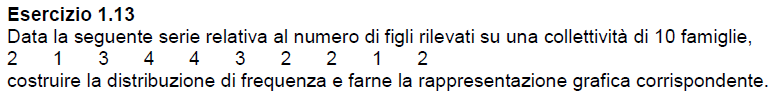 Esercizio 1.13
Data la seguente serie relativa al numero di figli rilevati su una collettività di 10 famiglie,
2 1 3 4 4 3 2 2 1 2
costruire la distribuzione di frequenza e farne la rappresentazione grafica corrispondente.